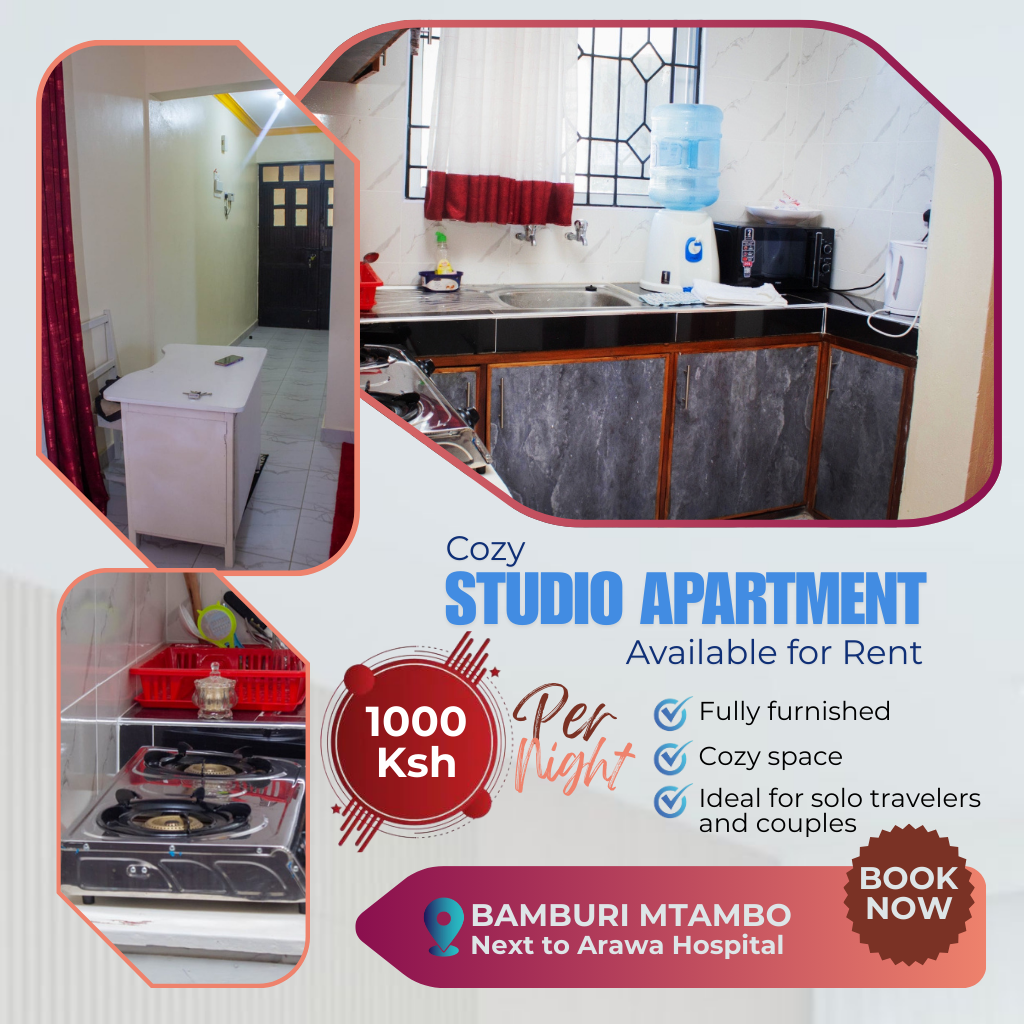 Cozy
STUDIO APARTMENT
Available for Rent
1000
Ksh
Per
Night
Fully furnished
Cozy space
Ideal for solo travelers
and couples
BAMBURI MTAMBO
Next to Arawa Hospital
BOOK
NOW